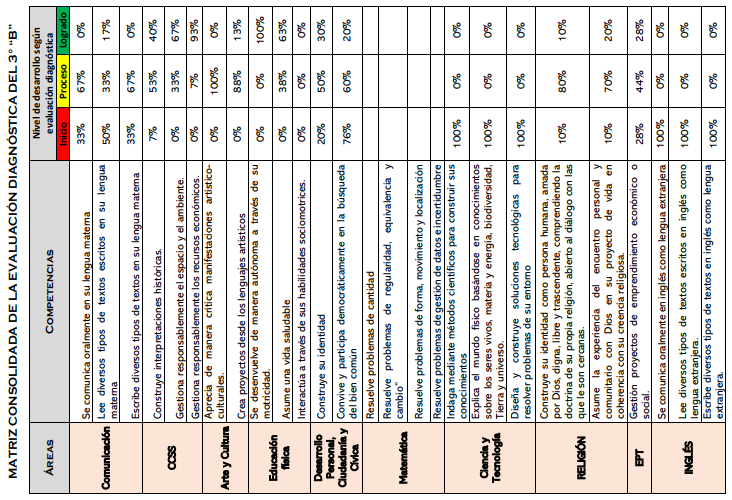 MATRIZ CONSOLIDADA DE LA EVALUACIÓN DIAGNÓSTICA DEL 3° “B”
ÁREAS
COMPETENCIAS
Nivel de desarrollo según
evaluación diagnóstica
Inicio Proceso Logrado
Comunicación
Se comunica oralmente en su lengua materna 33% 67% 0%
Lee diversos tipos de textos escritos en su lengua
materna
50% 33% 17%
Escribe diversos tipos de textos en su lengua materna 33% 67% 0%
CCSS
Construye interpretaciones históricas. 7% 53% 40%
Gestiona responsablemente el espacio y el ambiente. 0% 33% 67%
Gestiona responsablemente los recursos económicos. 0% 7% 93%
Arte y Cultura
Aprecia de manera crítica manifestaciones artístico-
culturales.
0% 100% 0%
Crea proyectos desde los lenguajes artísticos 0% 88% 13%
Educación
física
Se desenvuelve de manera autónoma a través de su
motricidad.
0% 0% 100%
Asume una vida saludable 0% 38% 63%
Interactúa a través de sus habilidades sociomotrices. 0% 0° 0%
Desarrollo
Personal,
Ciudadanía y
Cívica
Construye su identidad 20% 50% 30%
Convive y participa democráticamente en la búsqueda
del bien común
76% 60% 20%
Matemática
Resuelve problemas de cantidad
Resuelve problemas de regularidad, equivalencia y
cambio"
Resuelve problemas de forma, movimiento y localización
Resuelve problemas de gestión de datos e incertidumbre
Ciencia y
Tecnología
Indaga mediante métodos científicos para construir sus
conocimientos
100% 0% 0%
Explica el mundo físico basándose en conocimientos
sobre los seres vivos, materia y energía, biodiversidad,
Tierra y universo.
100% 0% 0%
Diseña y construye soluciones tecnológicas para
resolver problemas de su entorno
100% 0% 0%
RELIGIÓN
Construye su identidad como persona humana, amada
por Dios, digna, libre y trascendente, comprendiendo la
doctrina de su propia religión, abierto al diálogo con las
que le son cercanas.
10% 80% 10%
Asume la experiencia del encuentro personal y
comunitario con Dios en su proyecto de vida en
coherencia con su creencia religiosa.
10% 70% 20%
EPT
Gestión proyectos de emprendimiento económico o
social.
28% 44% 28%
INGLÉS
Se comunica oralmente en inglés como lengua extranjera 100% 0% 0%
Lee diversos tipos de textos escritos en inglés como
lengua extranjera.
100% 0% 0%
Escribe diversos tipos de textos en inglés como lengua
extranjera.
100% 0% 0%